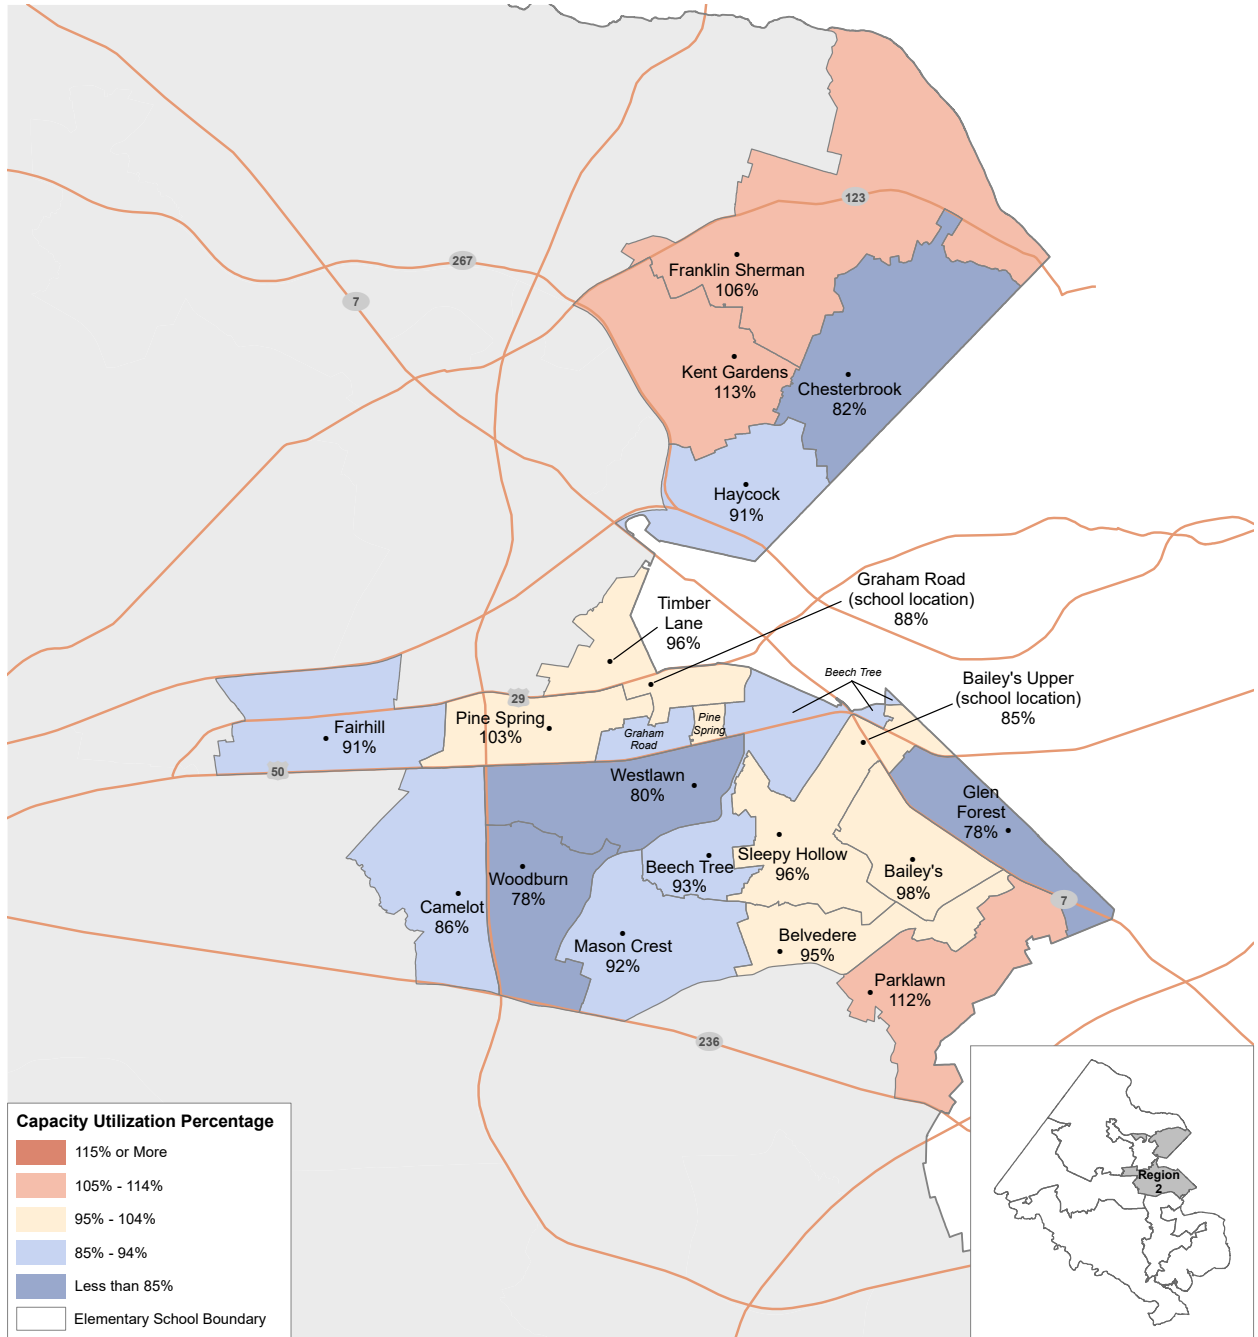 123
267
7
Franklin Sherman
106%
Kent Gardens
113%
Chesterbrook
82%
Haycock
91%
Graham Road
(school location)
88%
Timber
Lane
96%
Beech Tree
Bailey's Upper
(school location)
85%
29
Fairhill
91%
Pine Spring
103%
Graham
Road
Pine
Spring
50
Westlawn
80%
Glen
Forest
78%
Sleepy Hollow
96%
Beech Tree
93%
Bailey's
98%
Woodburn
78%
Camelot
86%
7
Mason Crest
92%
Belvedere
95%
Parklawn
112%
236
Capacity Utilization Percentage
115% or More
105% - 114%
95% - 104%
85% - 94%
Less than 85%
Elementary School Boundary
Region
2